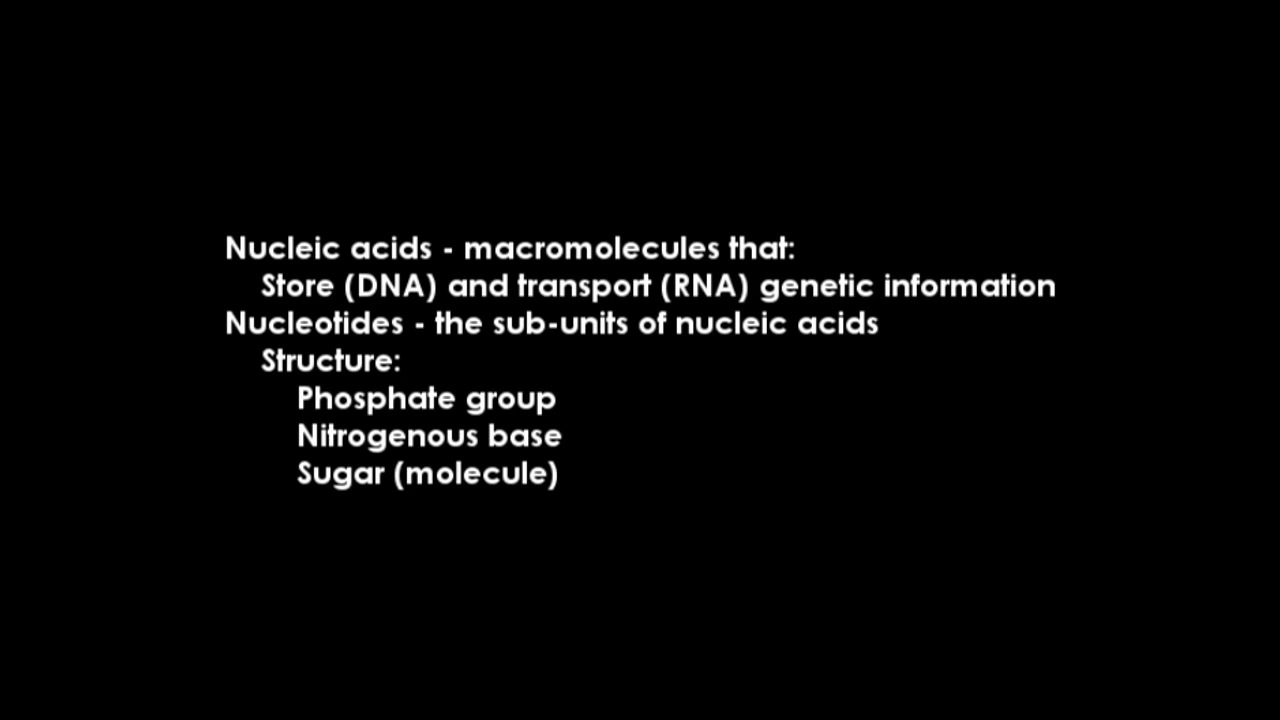 Nucleic acids - macromolecules that:
Store (DNA) and transport (RNA) genetic information
Nucleotides - the sub-units of nucleic acids
Structure:
Phosphate group
Nitrogenous base
Sugar (molecule)